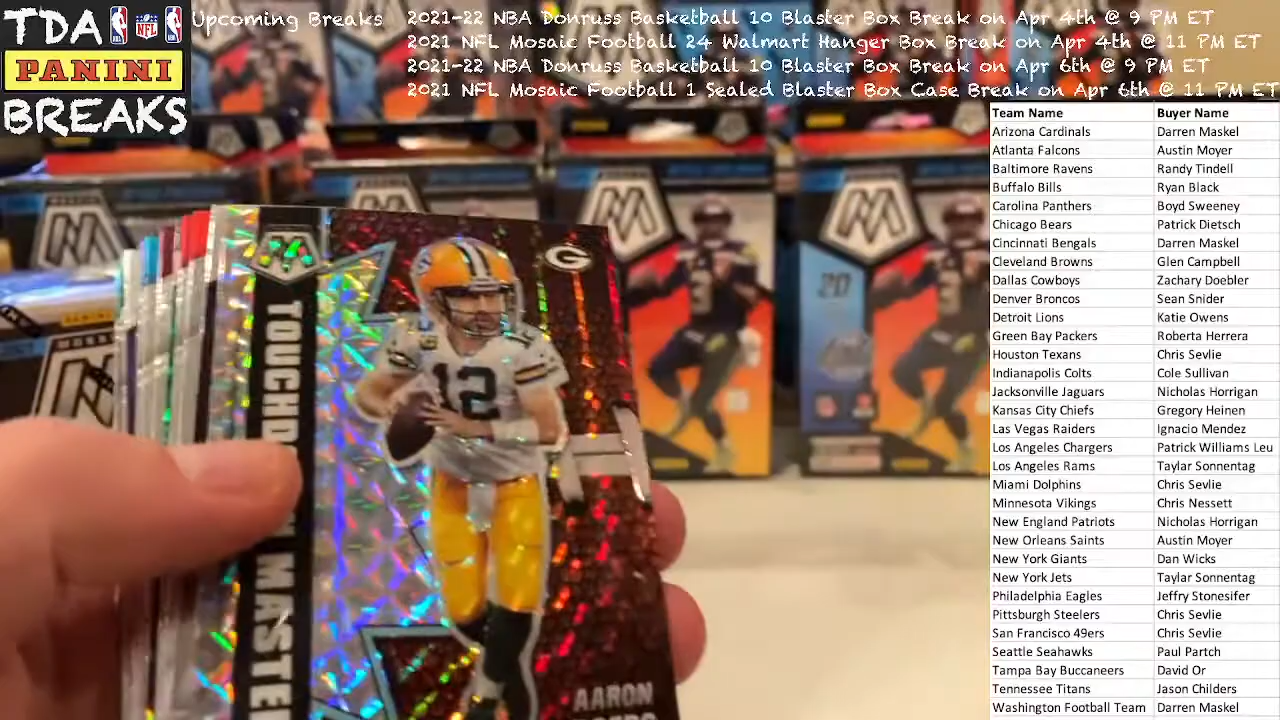 TDA
PANINI
BREAKS
Upcoming Breaks
2021-22 NBA Donruss Basketball 10 Blaster Box Break on Apr 4th @ 9 PM ET
2021 NFL Mosaic Football 24 Walmart Hanger Box Break on Apr 4th @ 11 PM ET
2021-22 NBA Donruss Basketball 10 Blaster Box Break on Apr 6th @ 9 PM ET
2021 NFL Mosaic Football 1 Sealed Blaster Box Case Break on Apr 6th @ 11 PM ET
Team Name Buyer Name
Arizona Cardinals Darren Maskel
Atlanta Falcons Austin Moyer
Baltimore Ravens Randy Tindell
Buffalo Bills Ryan Black
Carolina Panthers Boyd Sweeney
Chicago Bears Patrick Dietsch
Cincinnati Bengals Darren Maskel
Cleveland Browns Glen Campbell
Dallas Cowboys Zachary Doebler
Denver Broncos Sean Snider
Detroit Lions Katie Owens
Green Bay Packers Roberta Herrera
Houston Texans Chris Sevlie
Indianapolis Colts Cole Sullivan
Jacksonville Jaguars Nicholas Horrigan
Kansas City Chiefs Gregory Heinen
Las Vegas Raiders Ignacio Mendez
Los Angeles Chargers Patrick Williams Leu
Los Angeles Rams Taylar Sonnentag
Miami Dolphins Chris Sevlie
Minnesota Vikings Chris Nessett
New England Patriots Nicholas Horrigan
New Orleans Saints Austin Moyer
New York Giants Dan Wicks
New York Jets Taylar Sonnentag
Philadelphia Eagles Jeffry Stonesifer
Pittsburgh Steelers Chris Sevlie
San Francisco 49ers Chris Sevlie
Seattle Seahawks Paul Partch
Tampa Bay Buccaneers David Or
Tennessee Titans Jason Childers
Washington Football Team Darren Maskel
M
G
12
AARON
20
M
M
3